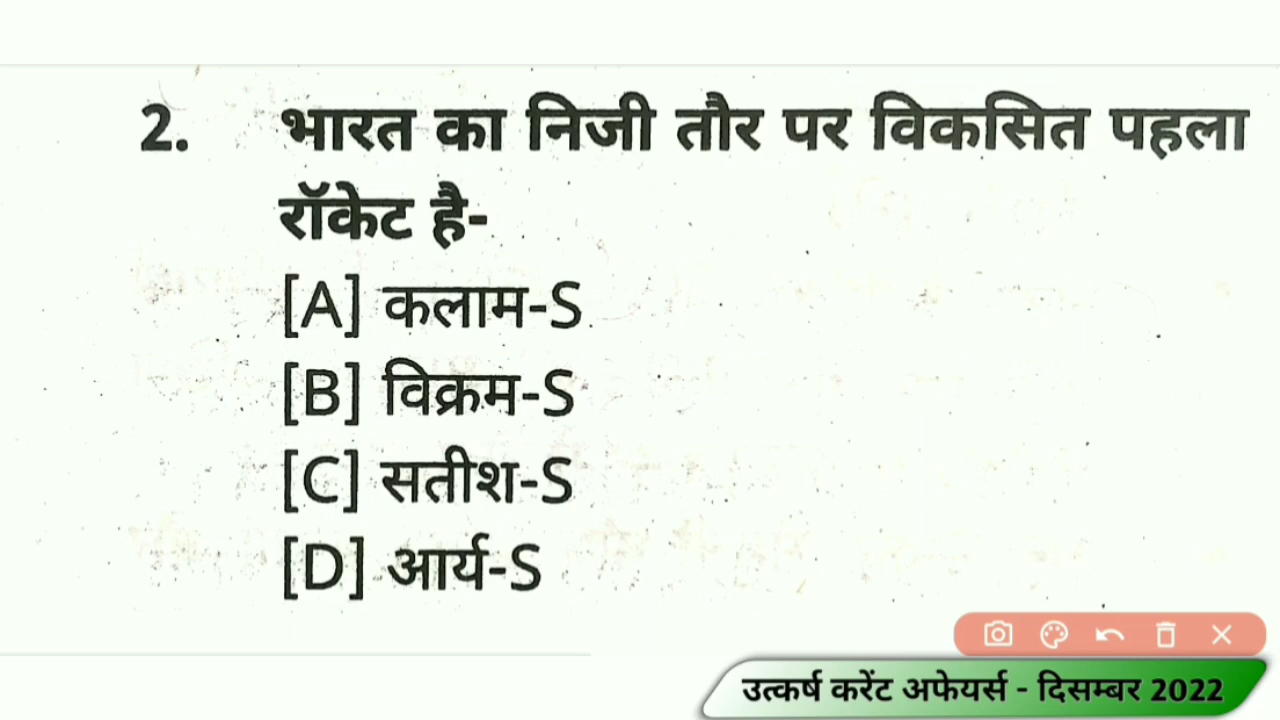 2. भारत का निजी तौर पर विकसित पहला
रॉकेट है-
[A] कलाम-S
[B] विक्रम-S
[C] सतीश-S
[D] आर्य-S
उत्कर्ष करेंट अफेयर्स - दिसम्बर 2022